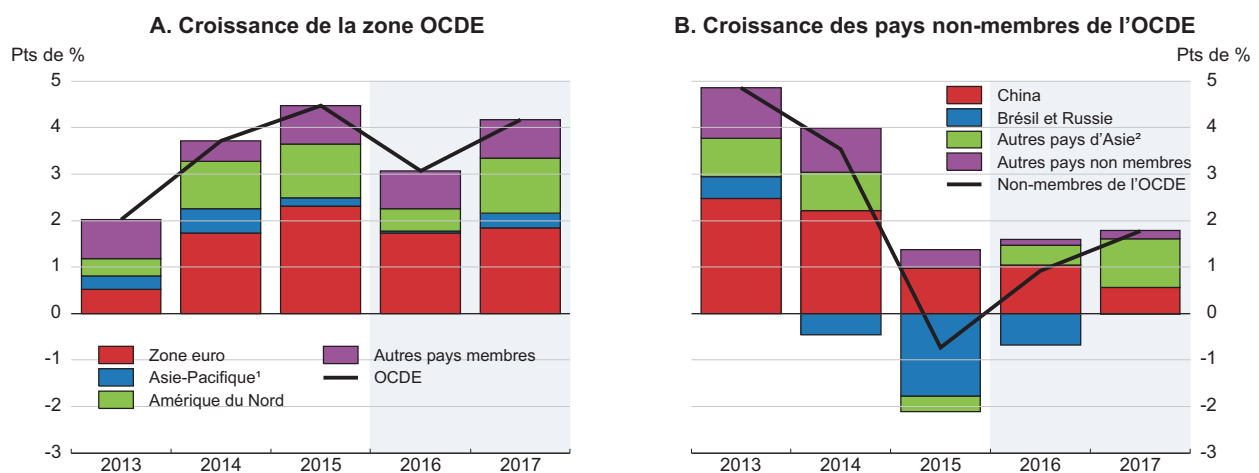 A. Croissance de la zone OCDE
Pts de %
5
4
3
2
1
0
-1
-2
-3
Zone euro
Asie-Pacifique¹
Amérique du Nord
Autres pays membres
OCDE
2013 2014 2015 2016 2017
B. Croissance des pays non-membres de l’OCDE
Pts de %
China
Brésil et Russie
Autres pays d’Asie²
Autres pays non membres
Non-membres de l’OCDE
5
4
3
2
1
0
-1
-2
-3
2013 2014 2015 2016 2017